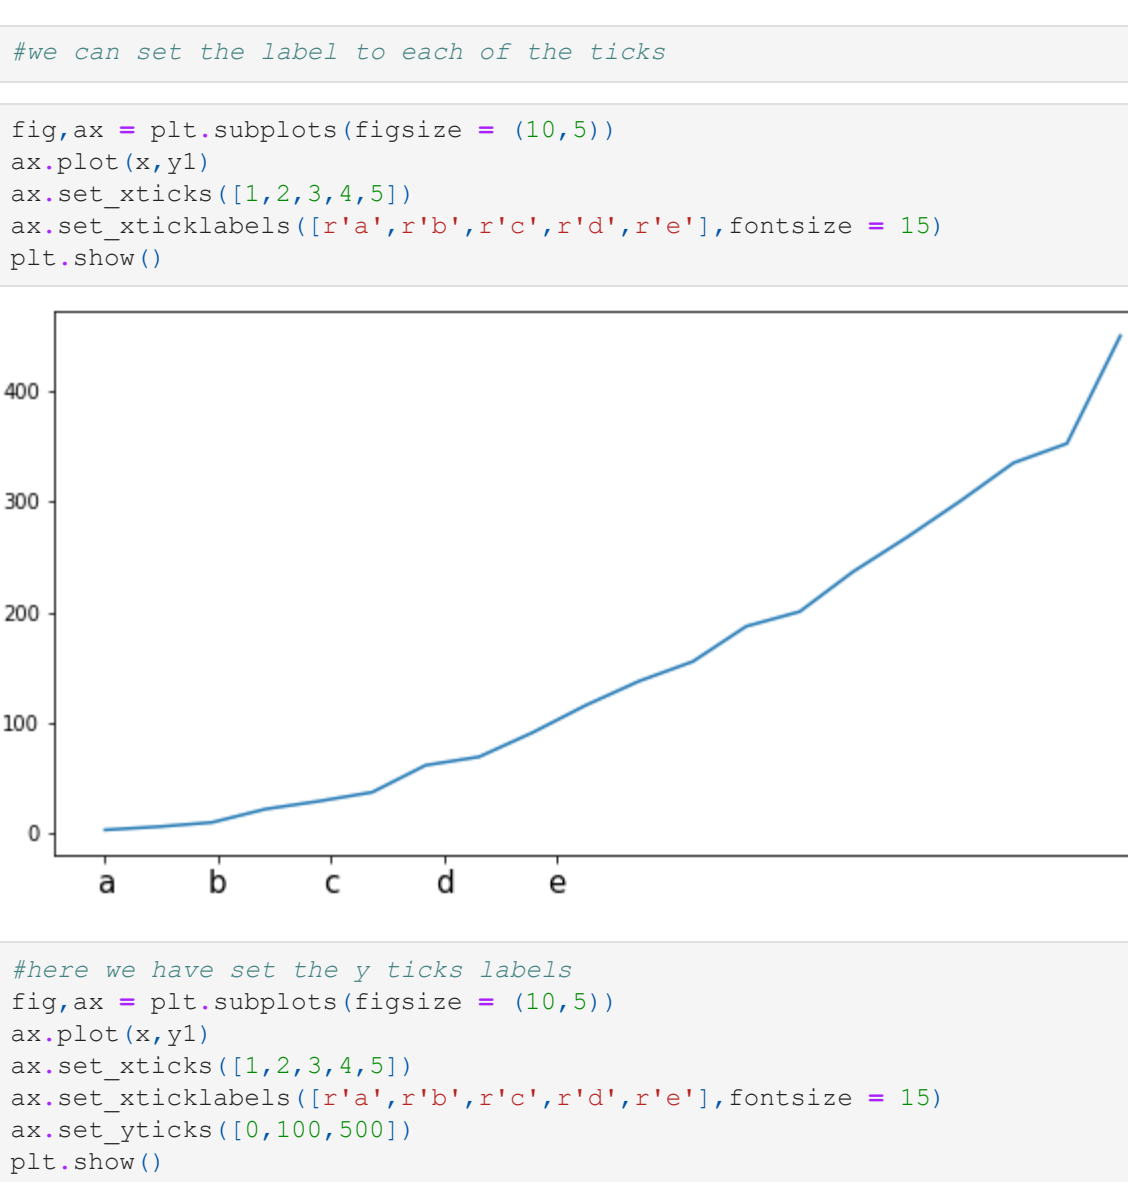 #we can set the label to each of the ticks
fig,ax = plt.subplots(figsize = (10,5))
ax.plot(x,y1)
ax.set_xticks([1,2,3,4,5])
ax.set_xticklabels([r'a',r'b',r'c',r'd',r'e'],fontsize = 15)
plt.show()
400
300
200
100
0
a b c d e
#here we have set the y ticks labels
fig,ax = plt.subplots(figsize = (10,5))
ax.plot(x,y1)
ax.set_xticks([1,2,3,4,5])
ax.set_xticklabels([r'a',r'b',r'c',r'd',r'e'],fontsize = 15)
ax.set_yticks([0,100,500])
plt.show()